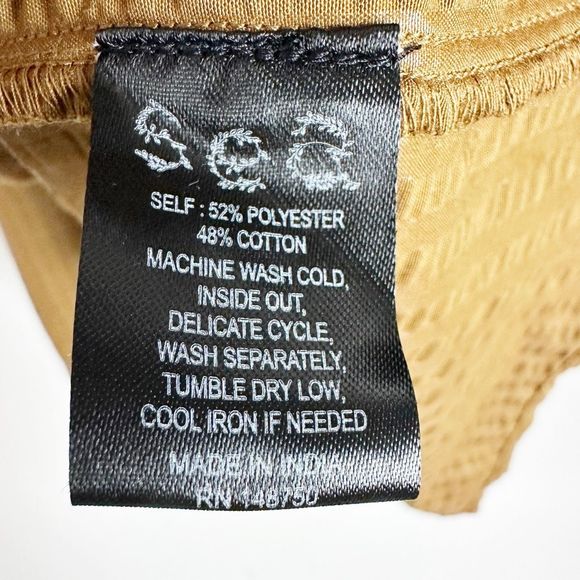 SELF : 52% POLYESTER
48% COTTON
MACHINE WASH COLD,
INSIDE OUT,
DELICATE CYCLE,
WASH SEPARATELY,
TUMBLE DRY LOW,
COOL IRON IF NEEDED
MADE IN INDIA
RN